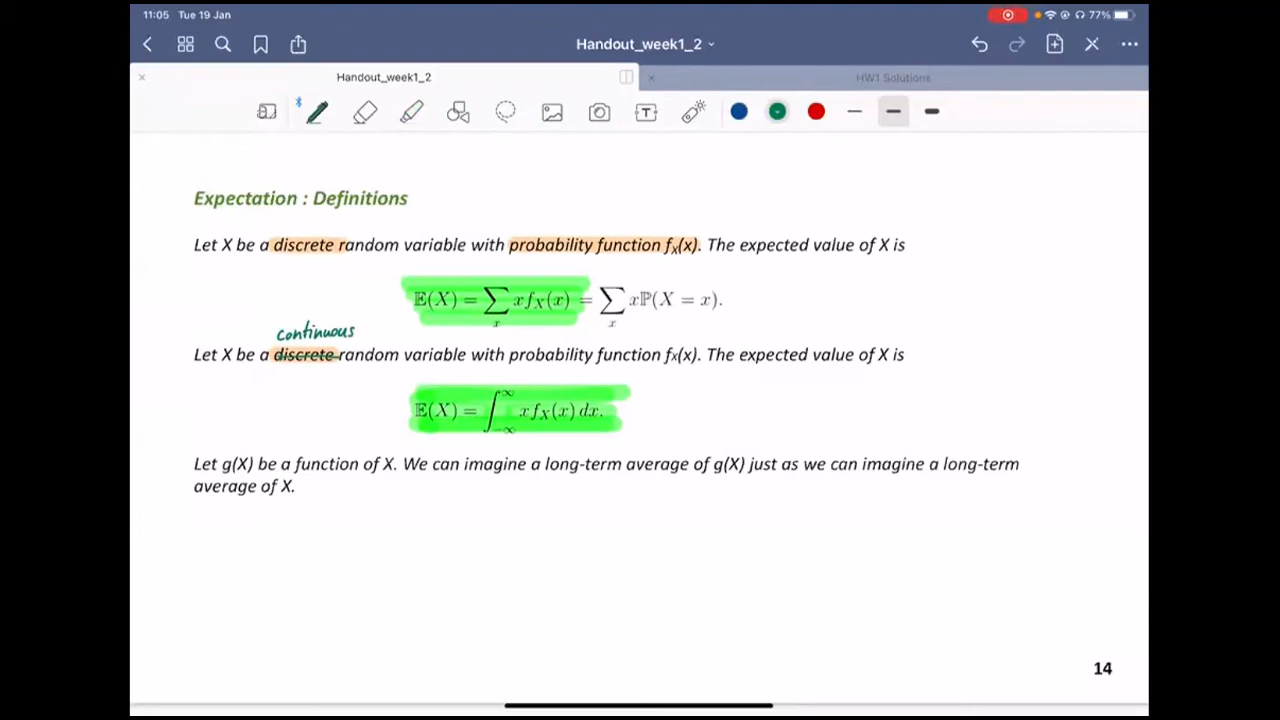 11:05 Tue 19 Jan 77%
Handout_week1_2
Handout_week1_2 HW1 Solutions
T
Expectation : Definitions
Let X be a discrete random variable with probability function fₓ(x). The expected value of X is
𝔼(X) = ∑ₓ x f_X(x) = ∑ₓ xℙ(X = x).
continuous
Let X be a discrete random variable with probability function fₓ(x). The expected value of X is
𝔼(X) = ∫_{-∞}^{∞} x f_X(x) dx.
Let g(X) be a function of X. We can imagine a long-term average of g(X) just as we can imagine a long-term
average of X.
14